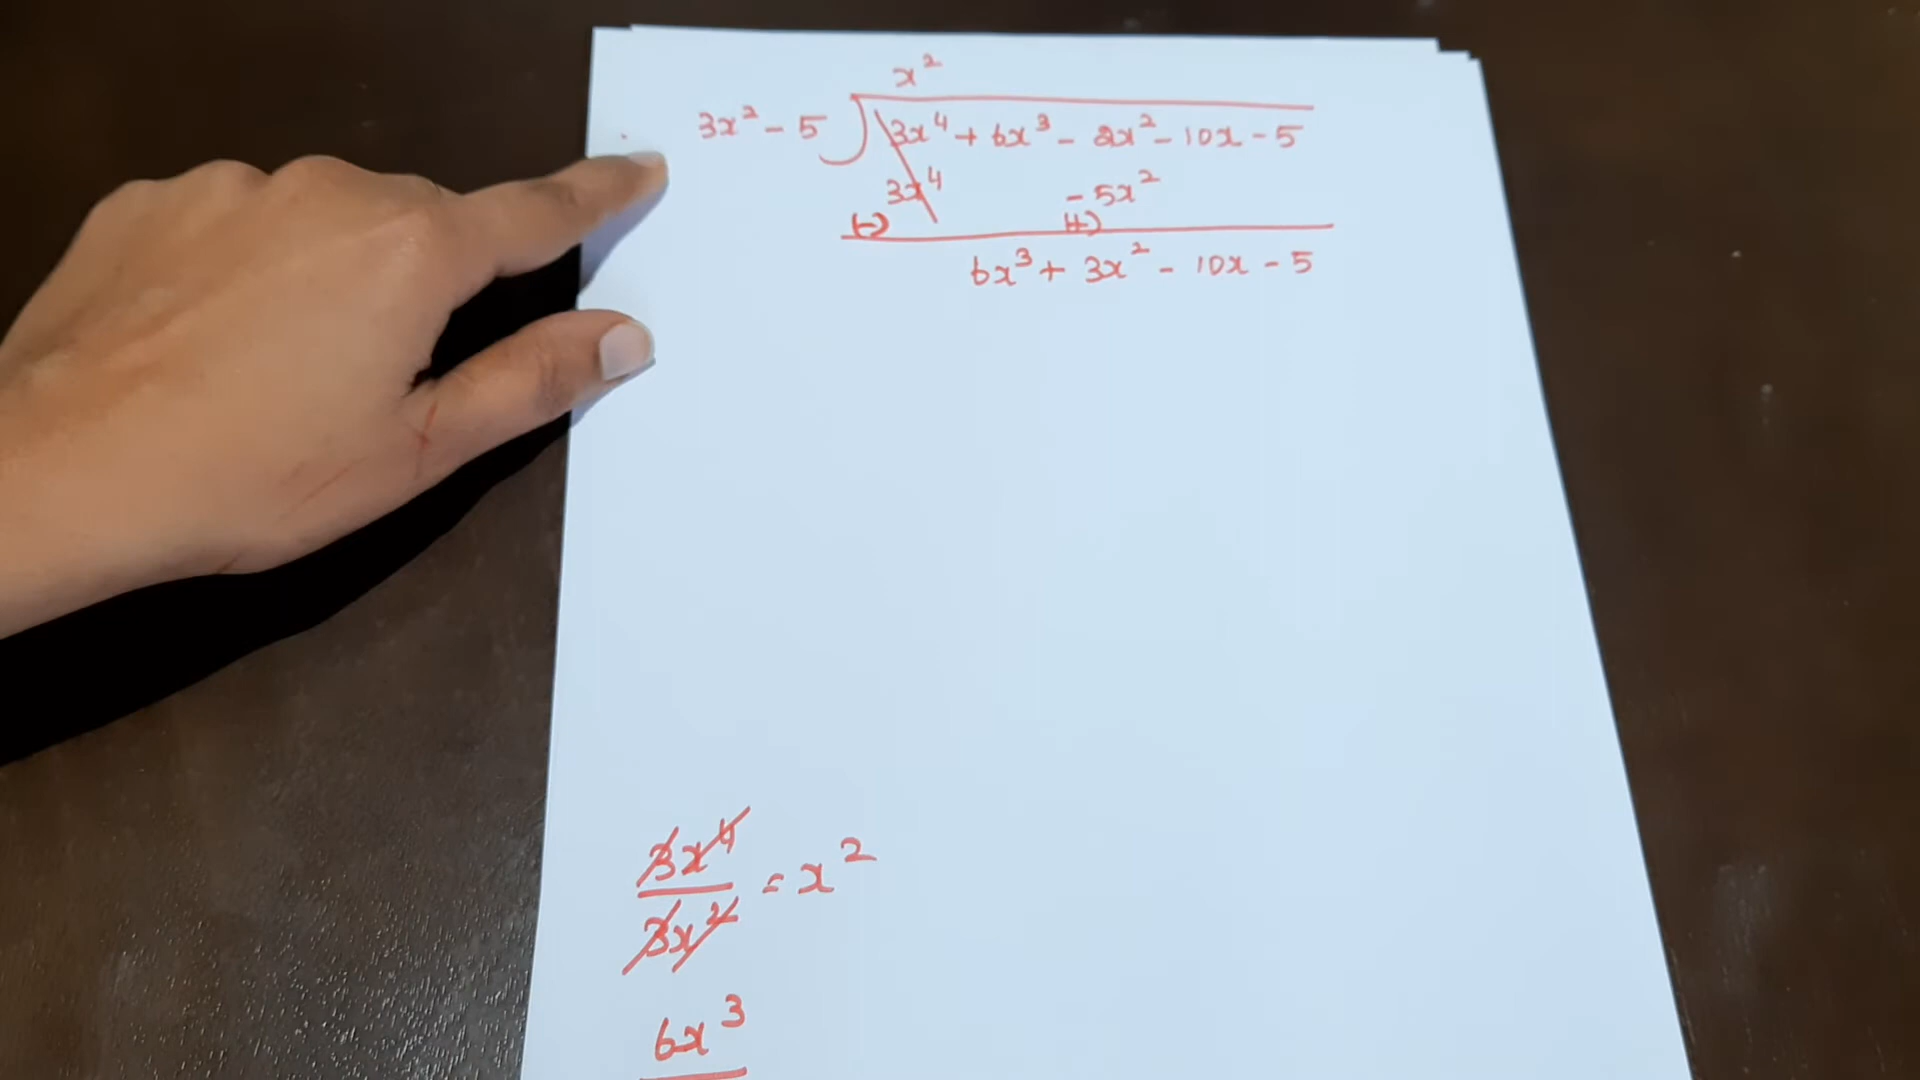 x²
3x² - 5 ) 3x⁴ + 6x³ - 2x² - 10x - 5
3x⁴ - 5x²
(-) (+)
6x³ + 3x² - 10x - 5
3x⁴
3x²
= x²
6x³